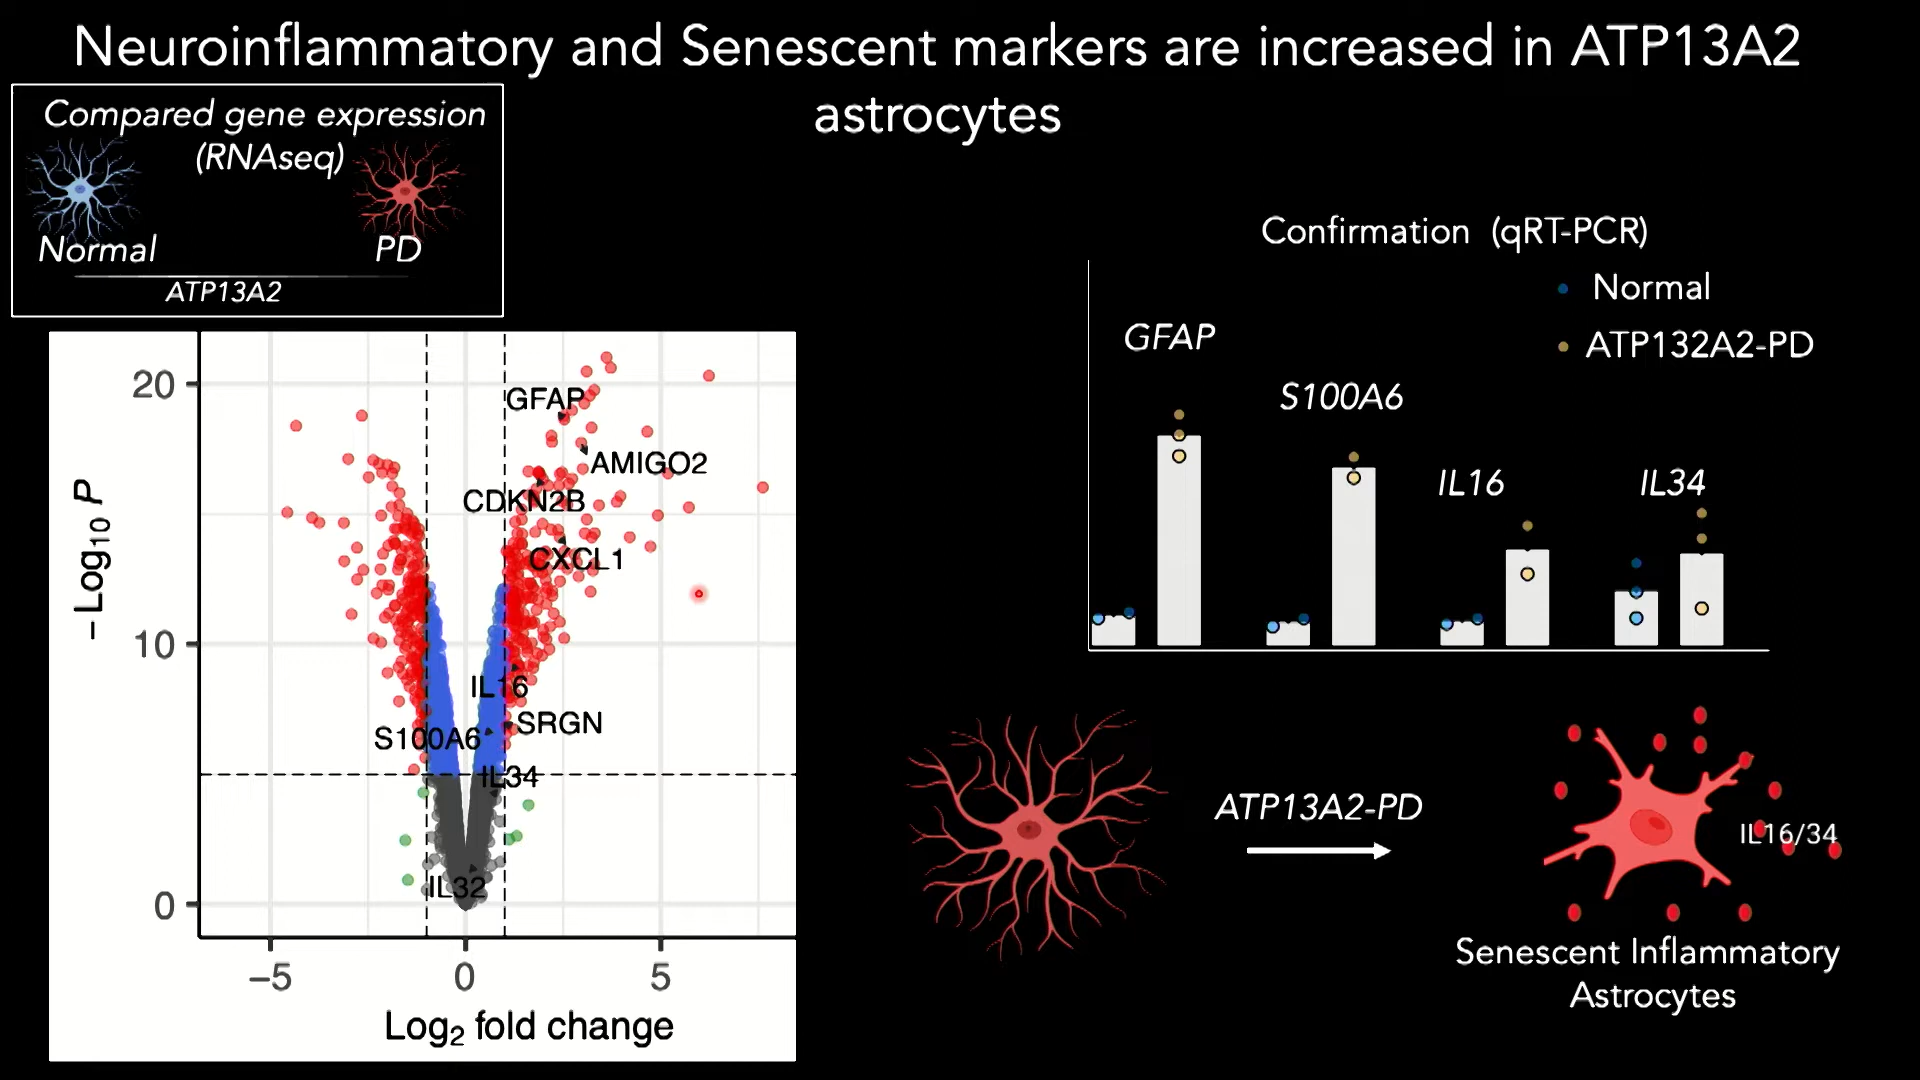 Neuroinflammatory and Senescent markers are increased in ATP13A2
astrocytes
Compared gene expression
(RNAseq)
Normal
PD
ATP13A2
20
10
0
−Log10 P
GFAP
AMIGO2
CDKN2B
CXCL1
IL16
SRGN
S100A6
IL34
IL32
−5
0
5
Log2 fold change
Confirmation (qRT-PCR)
Normal
ATP132A2-PD
GFAP
S100A6
IL16
IL34
ATP13A2-PD
IL16/34
Senescent Inflammatory
Astrocytes